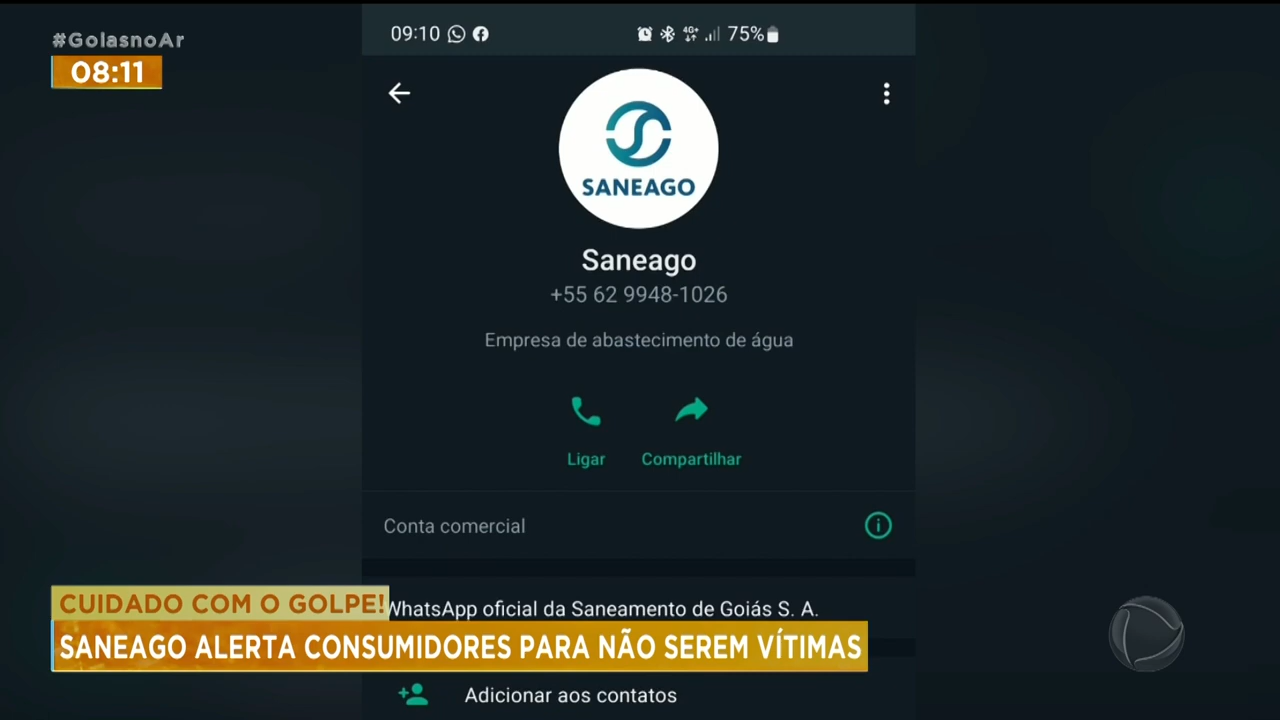 #GoiásnoAr
08:11
09:10
4G+
75%
SANEAGO
Saneago
+55 62 9948-1026
Empresa de abastecimento de água
Ligar
Compartilhar
Conta comercial
WhatsApp oficial da Saneamento de Goiás S. A.
CUIDADO COM O GOLPE!
SANEAGO ALERTA CONSUMIDORES PARA NÃO SEREM VÍTIMAS
Adicionar aos contatos